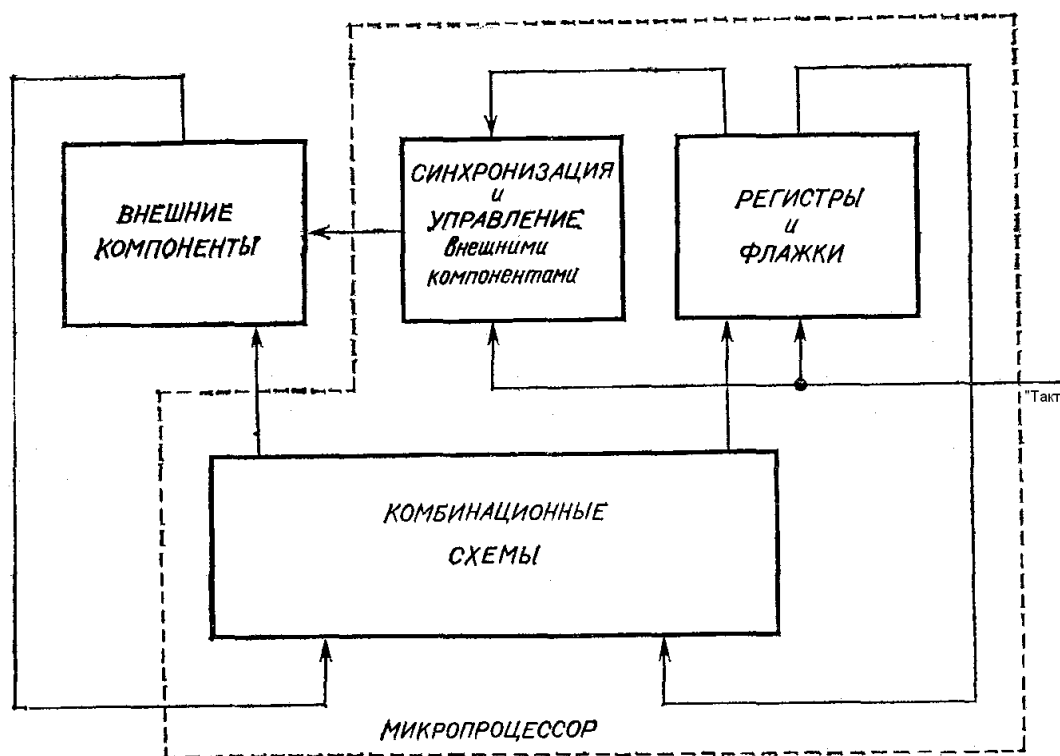 ВНЕШНИЕ
КОМПОНЕНТЫ
СИНХРОНИЗАЦИЯ
и
УПРАВЛЕНИЕ
внешними
компонентами
РЕГИСТРЫ
и
ФЛАЖКИ
"Такт
КОМБИНАЦИОННЫЕ
СХЕМЫ
МИКРОПРОЦЕССОР